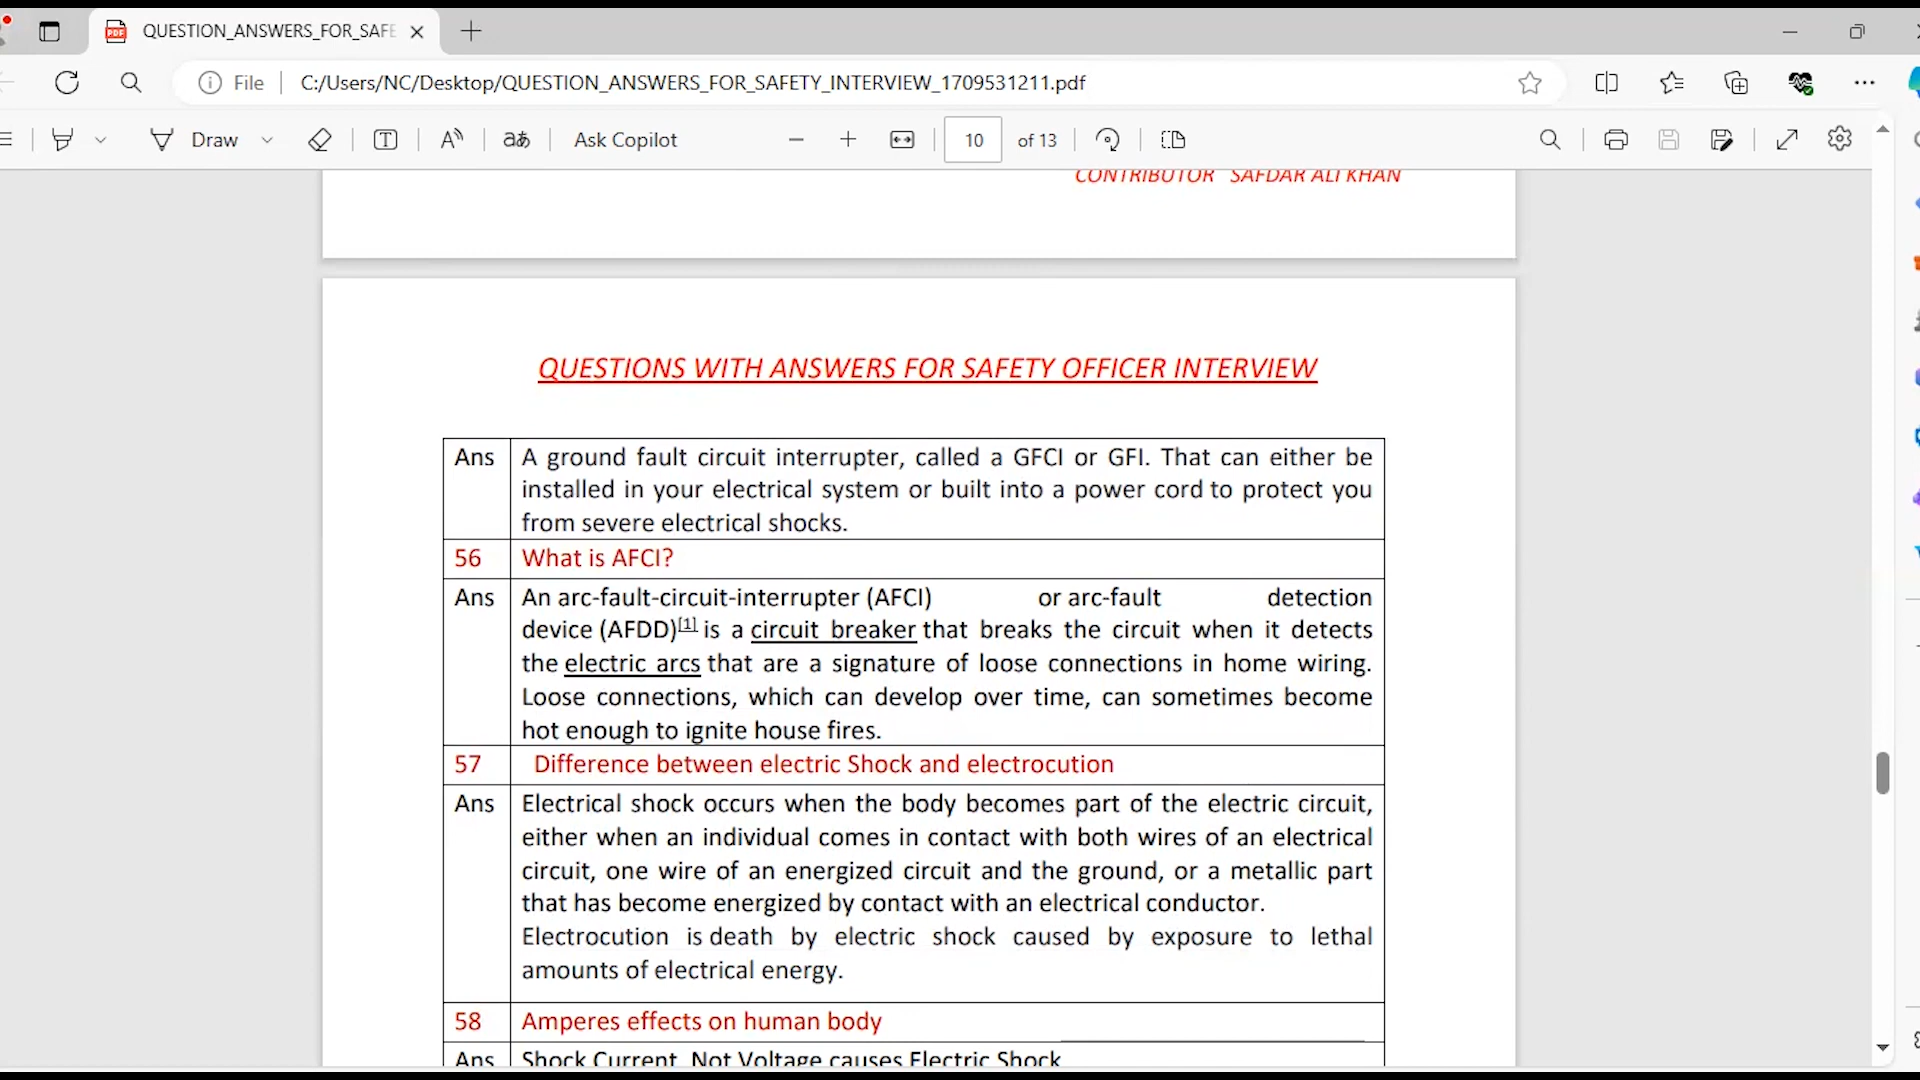 QUESTION_ANSWERS_FOR_SAFE
File
C:/Users/NC/Desktop/QUESTION_ANSWERS_FOR_SAFETY_INTERVIEW_1709531211.pdf
Draw
aあ
Ask Copilot
10
of 13
CONTRIBUTOR SAFDAR ALI KHAN
QUESTIONS WITH ANSWERS FOR SAFETY OFFICER INTERVIEW
Ans A ground fault circuit interrupter, called a GFCI or GFI. That can either be
installed in your electrical system or built into a power cord to protect you
from severe electrical shocks.
56 What is AFCI?
Ans An arc-fault-circuit-interrupter (AFCI) or arc-fault detection
device (AFDD)[1] is a circuit breaker that breaks the circuit when it detects
the electric arcs that are a signature of loose connections in home wiring.
Loose connections, which can develop over time, can sometimes become
hot enough to ignite house fires.
57 Difference between electric Shock and electrocution
Ans Electrical shock occurs when the body becomes part of the electric circuit,
either when an individual comes in contact with both wires of an electrical
circuit, one wire of an energized circuit and the ground, or a metallic part
that has become energized by contact with an electrical conductor.
Electrocution is death by electric shock caused by exposure to lethal
amounts of electrical energy.
58 Amperes effects on human body
Ans Shock Current, Not Voltage causes Electric Shock